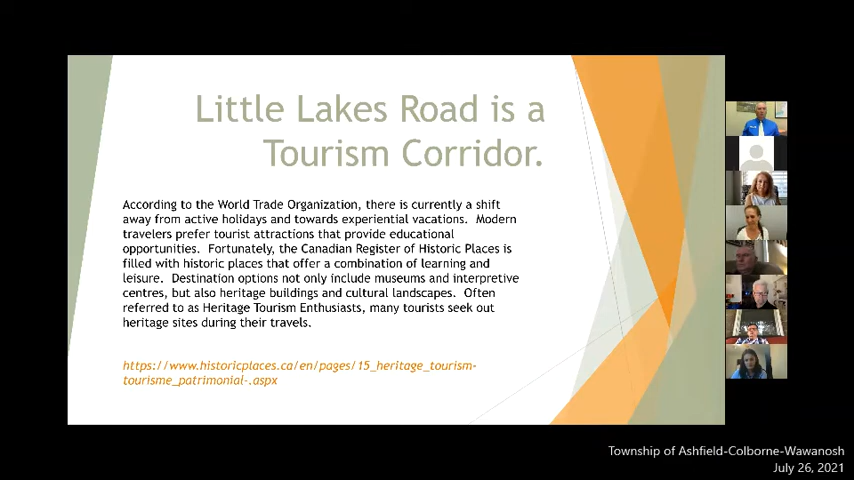 Little Lakes Road is a
Tourism Corridor.
According to the World Trade Organization, there is currently a shift
away from active holidays and towards experiential vacations. Modern
travelers prefer tourist attractions that provide educational
opportunities. Fortunately, the Canadian Register of Historic Places is
filled with historic places that offer a combination of learning and
leisure. Destination options not only include museums and interpretive
centres, but also heritage buildings and cultural landscapes. Often
referred to as Heritage Tourism Enthusiasts, many tourists seek out
heritage sites during their travels.
https://www.historicplaces.ca/en/pages/15_heritage_tourism-
tourisme_patrimonial-.aspx
Township of Ashfield-Colborne-Wawanosh
July 26, 2021